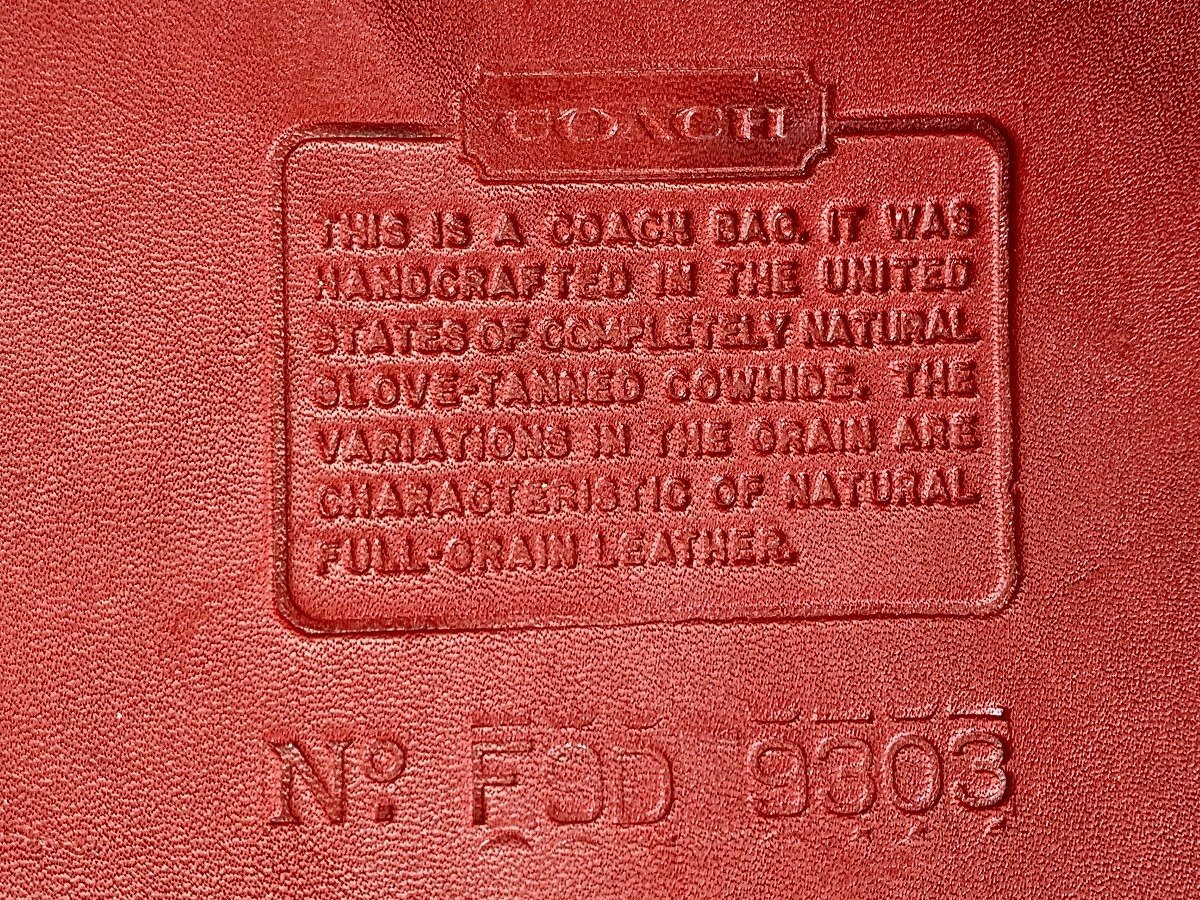 COACH
THIS IS A COACH BAG. IT WAS
HANDCRAFTED IN THE UNITED
STATES OF COMPLETELY NATURAL
GLOVE-TANNED COWHIDE. THE
VARIATIONS IN THE GRAIN ARE
CHARACTERISTIC OF NATURAL
FULL-GRAIN LEATHER.
Nº F9D 9303